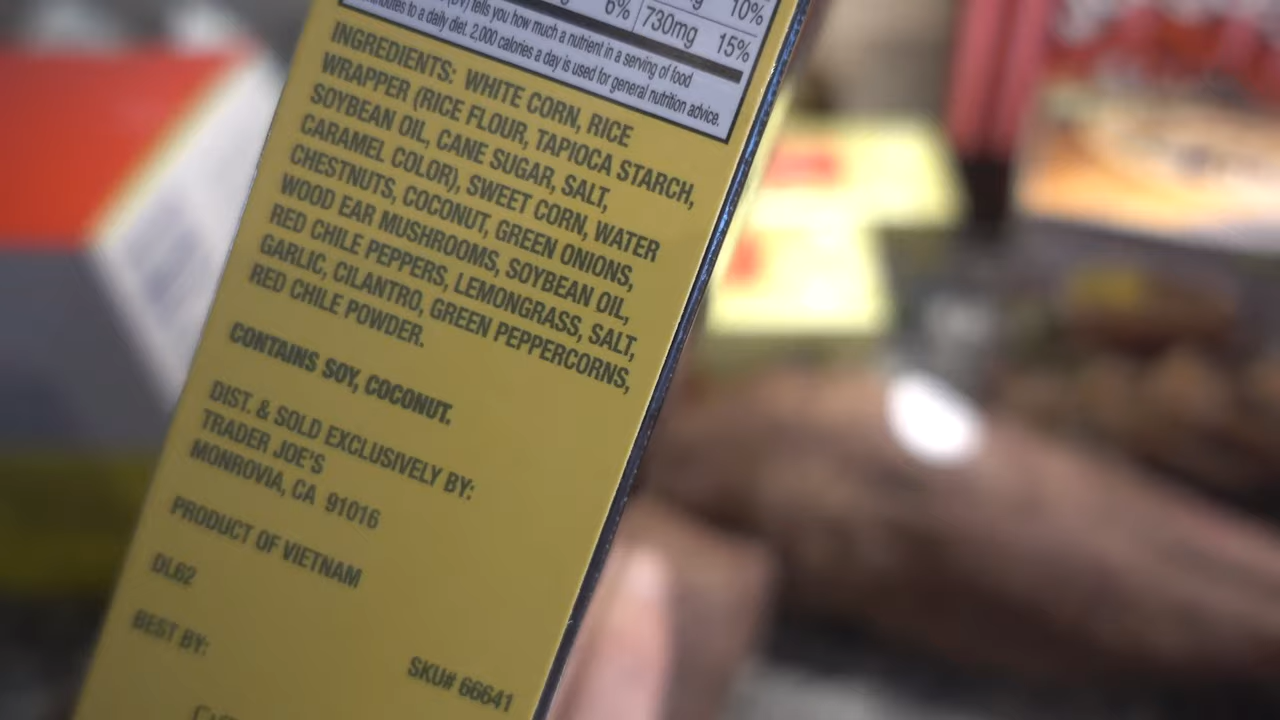 6% 730mg 10%
15%
(DV) tells you how much a nutrient in a serving of food
to a daily diet. 2,000 calories a day is used for general nutrition advice.
INGREDIENTS: WHITE CORN, RICE
WRAPPER (RICE FLOUR, TAPIOCA STARCH,
SOYBEAN OIL, CANE SUGAR, SALT,
CARAMEL COLOR), SWEET CORN, WATER
CHESTNUTS, COCONUT, GREEN ONIONS,
WOOD EAR MUSHROOMS, SOYBEAN OIL,
RED CHILE PEPPERS, LEMONGRASS, SALT,
GARLIC, CILANTRO, GREEN PEPPERCORNS,
RED CHILE POWDER.
CONTAINS SOY, COCONUT.
DIST. & SOLD EXCLUSIVELY BY:
TRADER JOE'S
MONROVIA, CA 91016
PRODUCT OF VIETNAM
DL62
BEST BY:
SKU# 66641